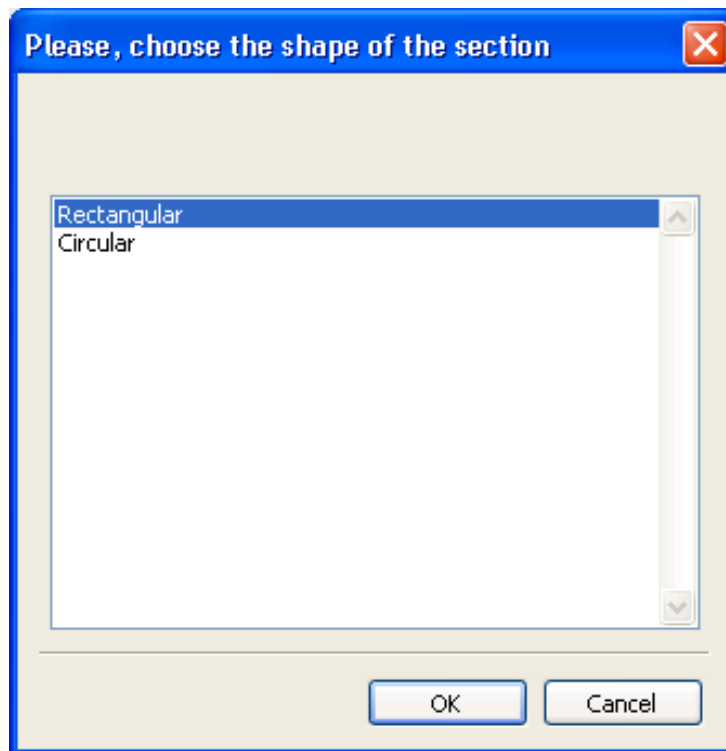 Please, choose the shape of the section
Rectangular
Circular
OK
Cancel